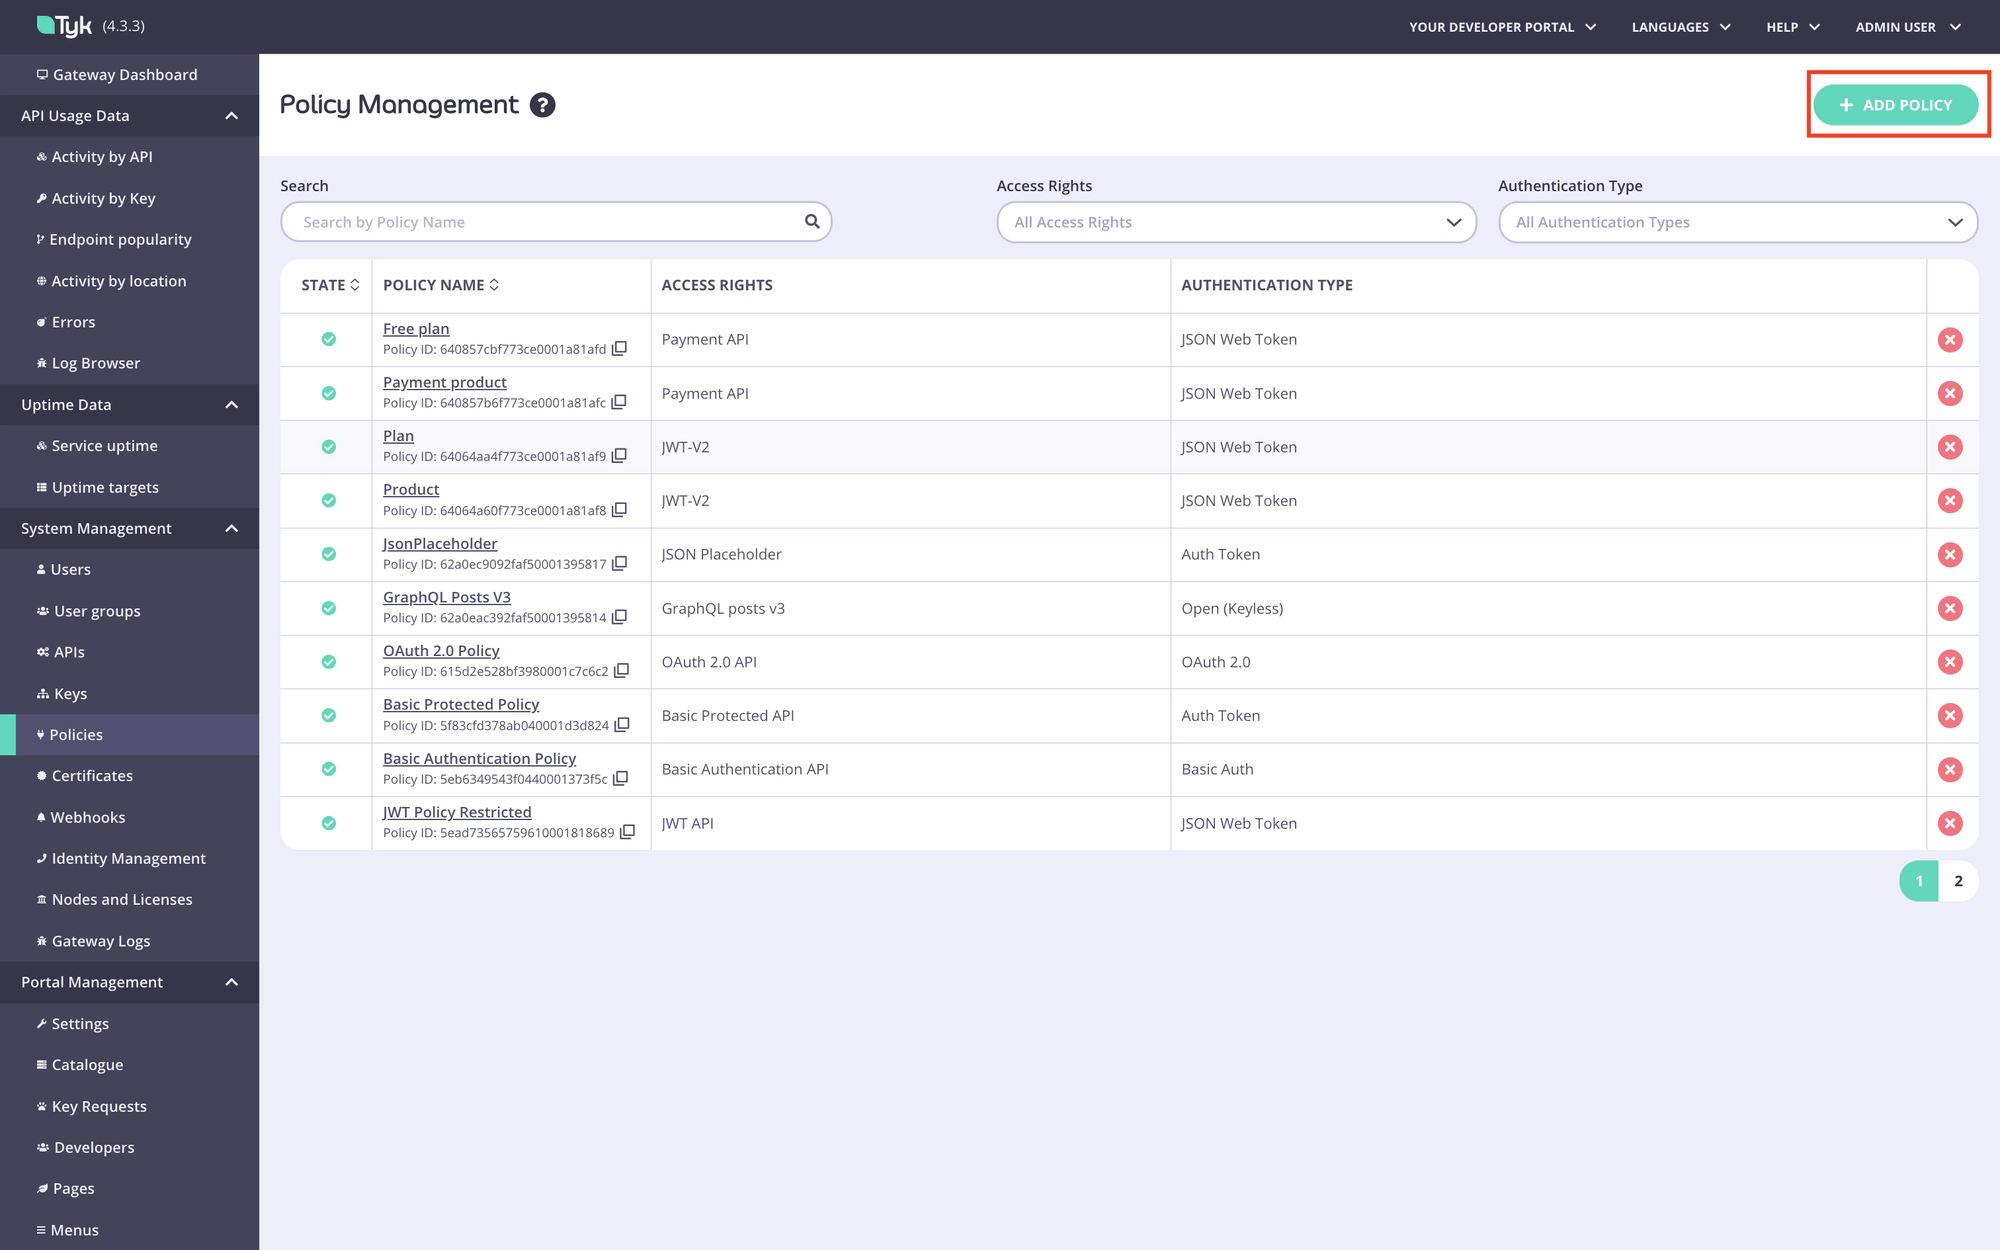 Tyk (4.3.3)
YOUR DEVELOPER PORTAL
LANGUAGES
HELP
ADMIN USER
Gateway Dashboard
API Usage Data
Activity by API
Activity by Key
Endpoint popularity
Activity by location
Errors
Log Browser
Uptime Data
Service uptime
Uptime targets
System Management
Users
User groups
APIs
Keys
Policies
Certificates
Webhooks
Identity Management
Nodes and Licenses
Gateway Logs
Portal Management
Settings
Catalogue
Key Requests
Developers
Pages
Menus
Policy Management ?
+ ADD POLICY
Search
Search by Policy Name
Access Rights
All Access Rights
Authentication Type
All Authentication Types
STATE POLICY NAME ACCESS RIGHTS AUTHENTICATION TYPE
Free plan
Policy ID: 640857cbf773ce0001a81afd
Payment API
JSON Web Token
Payment product
Policy ID: 640857b6f773ce0001a81afc
Payment API
JSON Web Token
Plan
Policy ID: 64064aa4f773ce0001a81af9
JWT-V2
JSON Web Token
Product
Policy ID: 64064a60f773ce0001a81af8
JWT-V2
JSON Web Token
JsonPlaceholder
Policy ID: 62a0ec9092faf50001395817
JSON Placeholder
Auth Token
GraphQL Posts V3
Policy ID: 62a0eac392faf50001395814
GraphQL posts v3
Open (Keyless)
OAuth 2.0 Policy
Policy ID: 615d2e528bf3980001c7c6c2
OAuth 2.0 API
OAuth 2.0
Basic Protected Policy
Policy ID: 5f83cfd378ab040001d3d824
Basic Protected API
Auth Token
Basic Authentication Policy
Policy ID: 5eb6349543f0440001373f5c
Basic Authentication API
Basic Auth
JWT Policy Restricted
Policy ID: 5ead73565759610001818689
JWT API
JSON Web Token
1 2